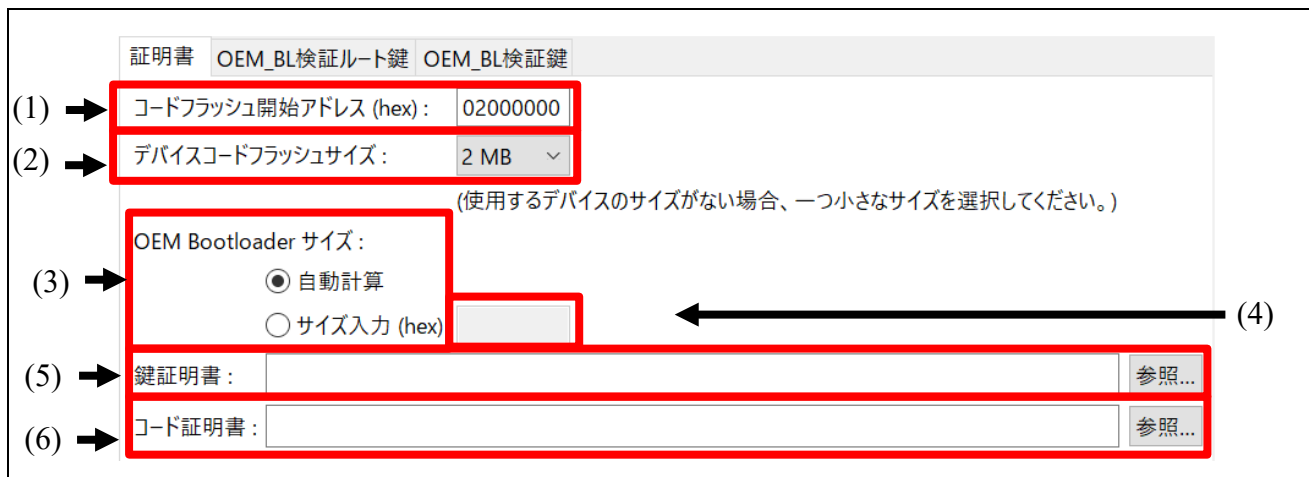 証明書 OEM_BL検証ルート鍵 OEM_BL検証鍵
(1) コードフラッシュ開始アドレス (hex) : 02000000
(2) デバイスコードフラッシュサイズ : 2 MB
(使用するデバイスのサイズがない場合、一つ小さなサイズを選択してください。)
OEM Bootloader サイズ :
(3) 自動計算
サイズ入力 (hex) (4)
(5) 鍵証明書 : 参照...
(6) コード証明書 : 参照...